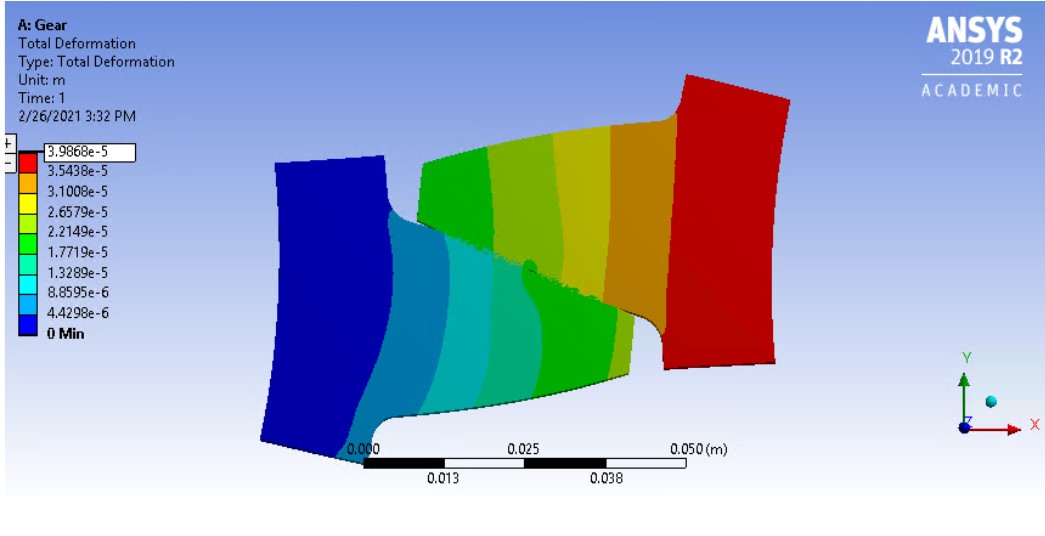 A: Gear
Total Deformation
Type: Total Deformation
Unit: m
Time: 1
2/26/2021 3:32 PM
ANSYS
2019 R2
ACADEMIC
3.9868e-5
3.5438e-5
3.1008e-5
2.6579e-5
2.2149e-5
1.7719e-5
1.3289e-5
8.8595e-6
4.4298e-6
0 Min
0.000 0.025 0.050 (m)
0.013 0.038
Y
Z
X